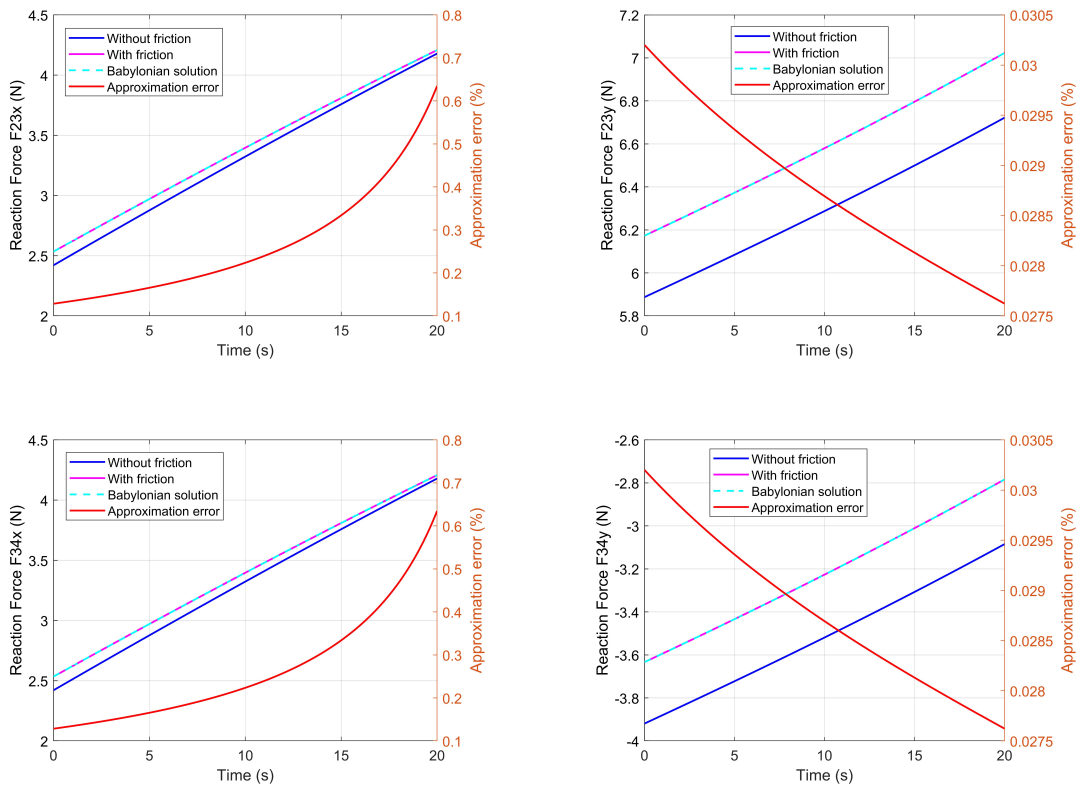 Reaction Force F23x (N)
4.5
4
3.5
3
2.5
2
Without friction
With friction
Babylonian solution
Approximation error
0.8
0.7
0.6
0.5
0.4
0.3
0.2
0.1
Approximation error (%)
0
5
10
15
20
Time (s)
Reaction Force F23y (N)
7.2
7
6.8
6.6
6.4
6.2
6
5.8
Without friction
With friction
Babylonian solution
Approximation error
0.0305
0.03
0.0295
0.029
0.0285
0.028
0.0275
Approximation error (%)
0
5
10
15
20
Time (s)
Reaction Force F34x (N)
4.5
4
3.5
3
2.5
2
Without friction
With friction
Babylonian solution
Approximation error
0.8
0.7
0.6
0.5
0.4
0.3
0.2
0.1
Approximation error (%)
0
5
10
15
20
Time (s)
Reaction Force F34y (N)
-2.6
-2.8
-3
-3.2
-3.4
-3.6
-3.8
-4
Without friction
With friction
Babylonian solution
Approximation error
0.0305
0.03
0.0295
0.029
0.0285
0.028
0.0275
Approximation error (%)
0
5
10
15
20
Time (s)